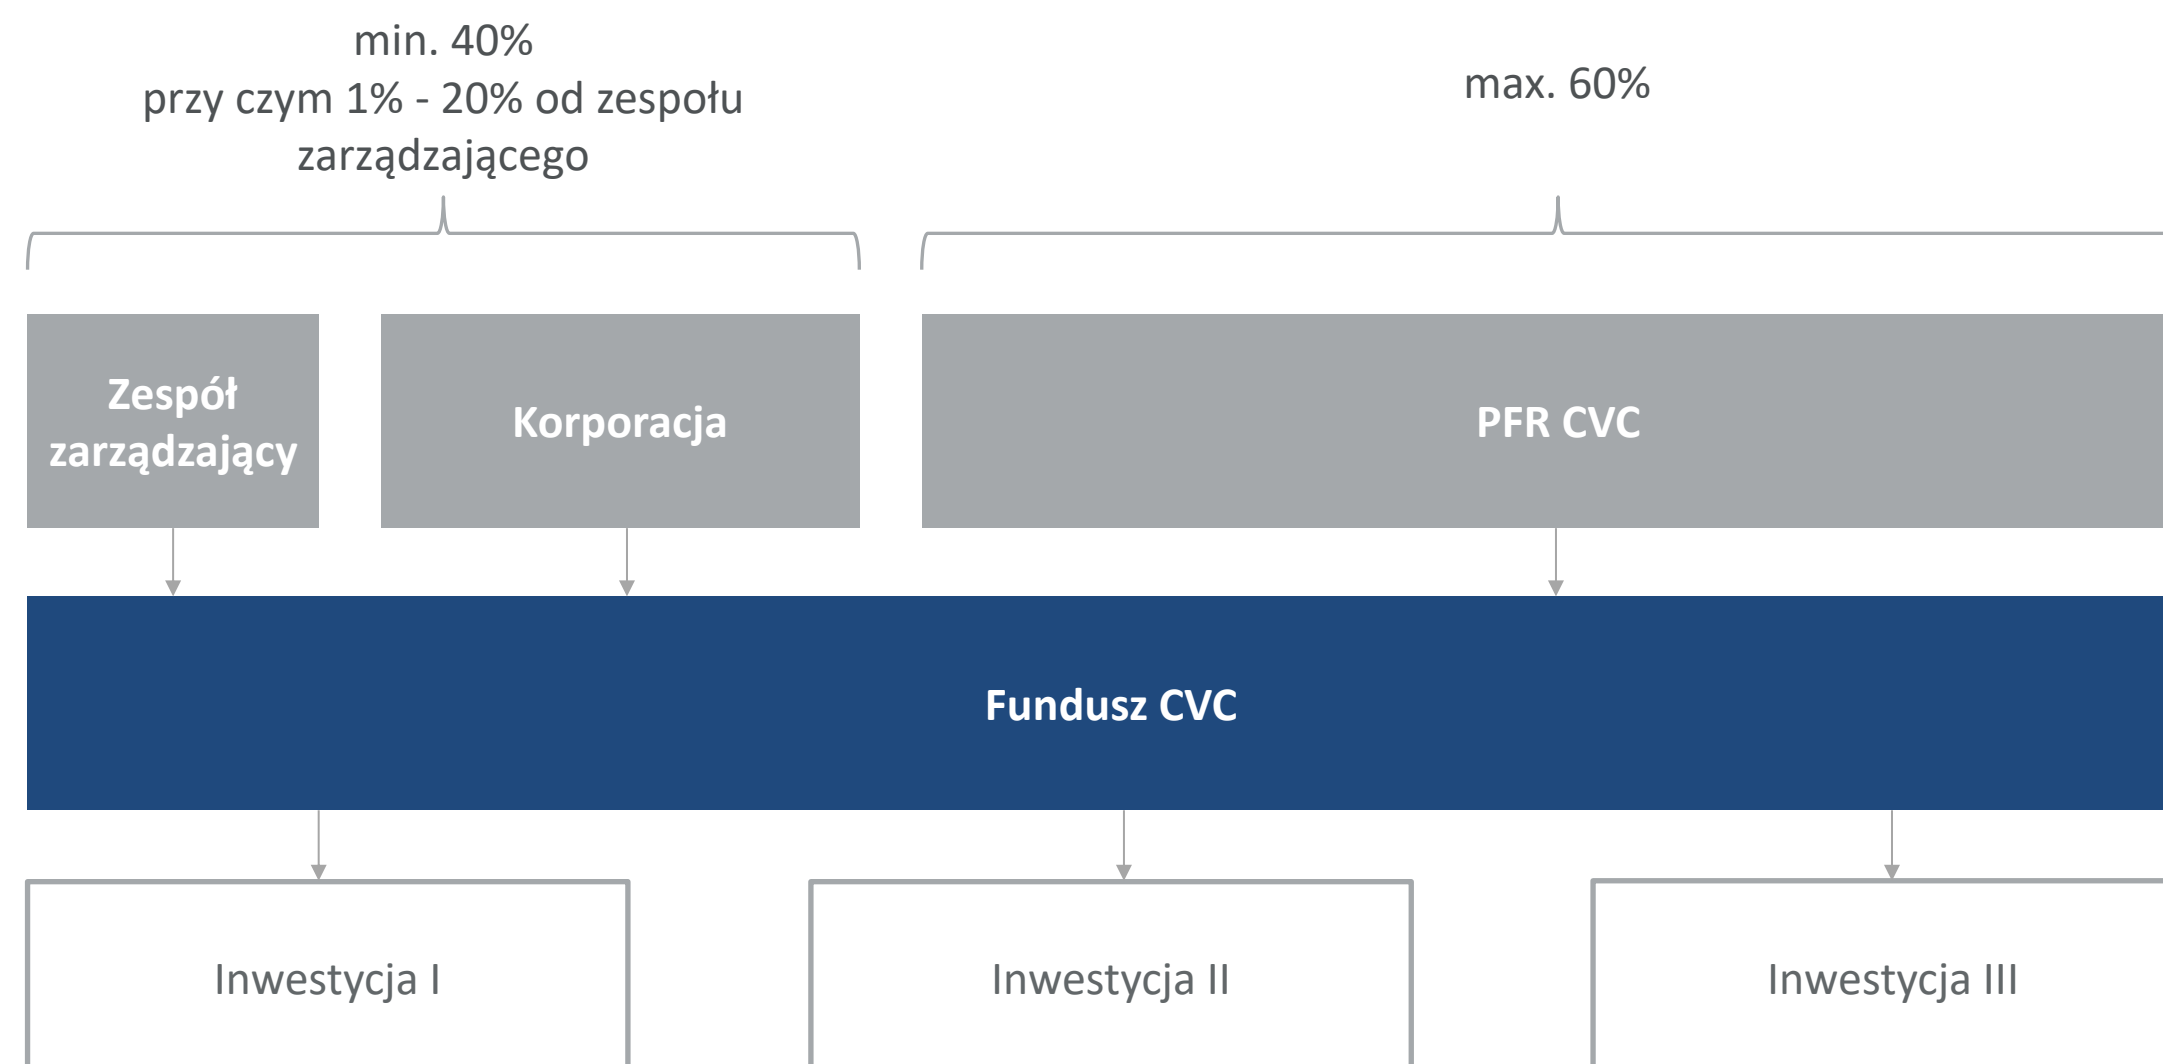 min. 40%
przy czym 1% - 20% od zespołu
zarządzającego
max. 60%
Zespół
zarządzający
Korporacja
PFR CVC
Fundusz CVC
Inwestycja I
Inwestycja II
Inwestycja III